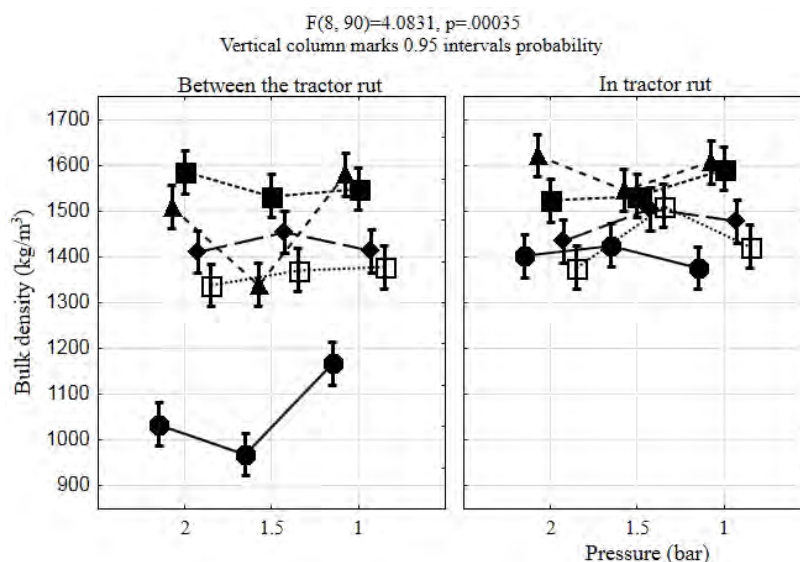 F(8, 90)=4.0831, p=.00035
Vertical column marks 0.95 intervals probability
Between the tractor rut
In tractor rut
Bulk density (kg/m³)
1700
1600
1500
1400
1300
1200
1100
1000
900
2 1.5 1
2 1.5 1
Pressure (bar)